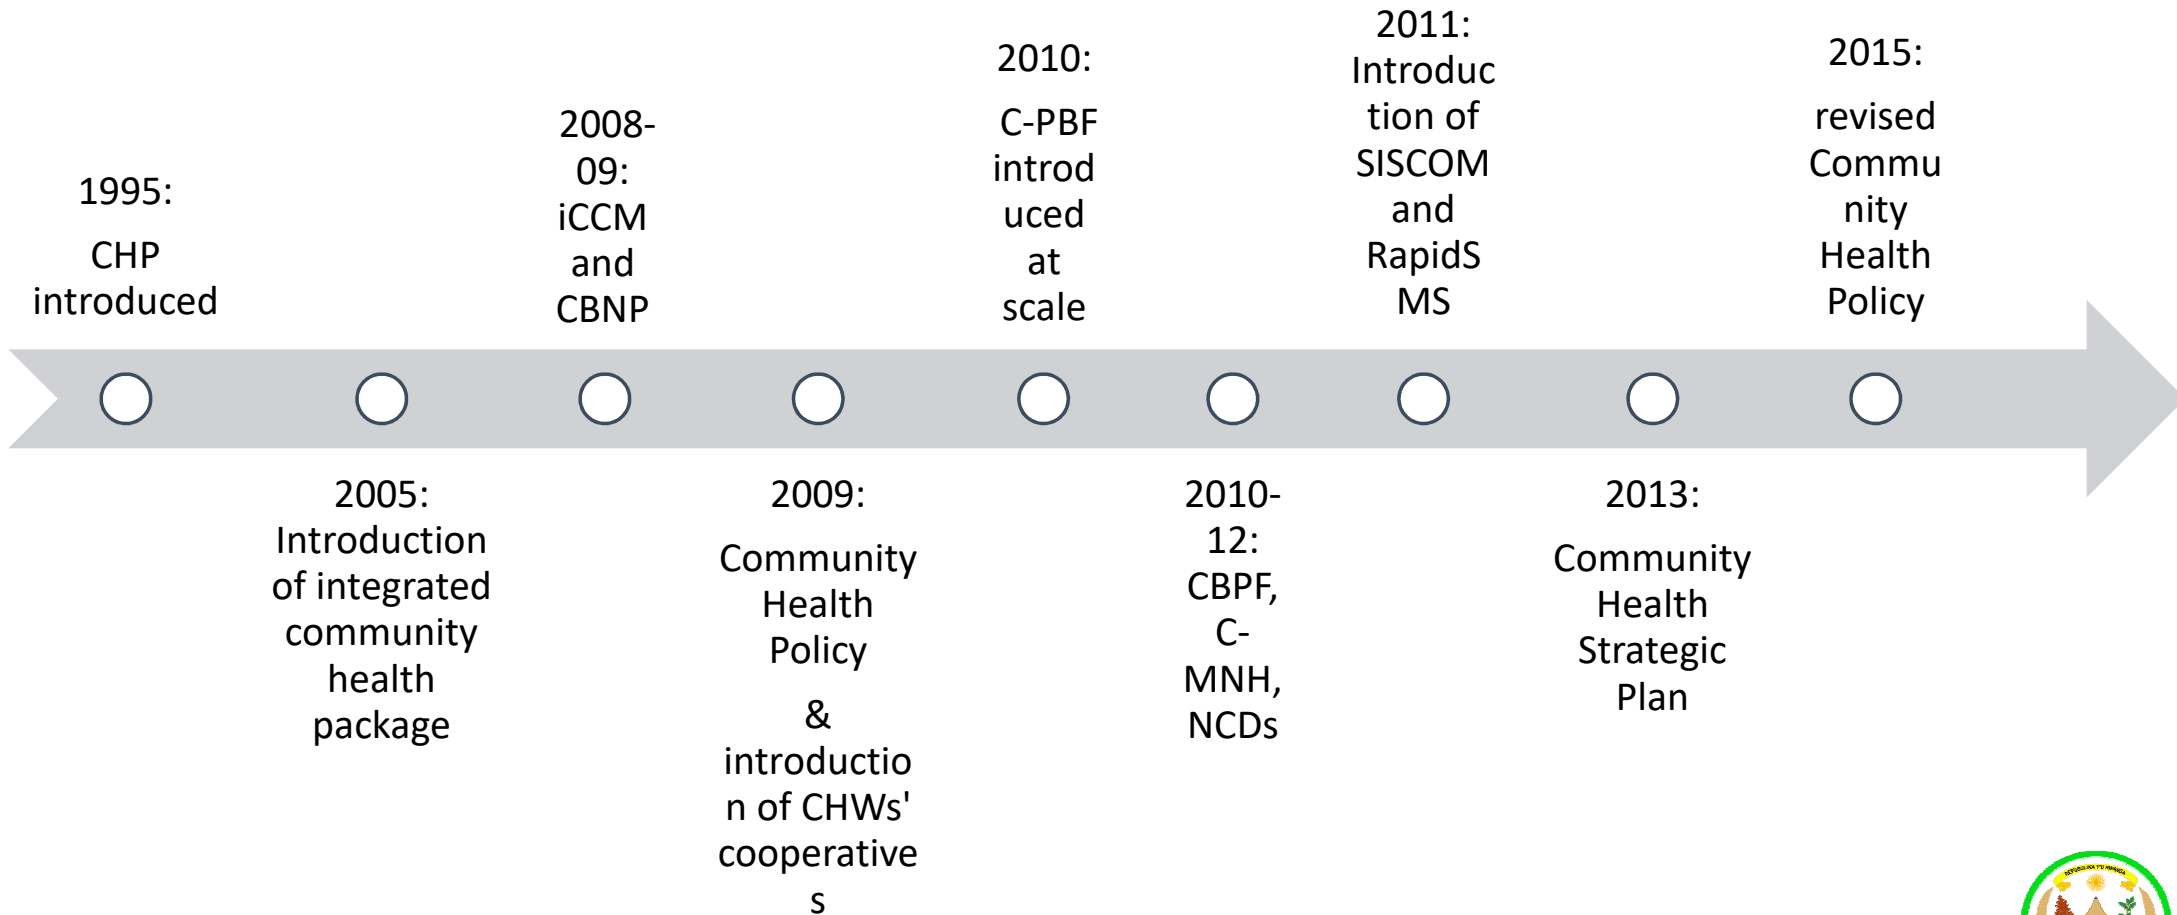 1995:
CHP
introduced
2005:
Introduction
of integrated
community
health
package
2008-
09:
iCCM
and
CBNP
2009:
Community
Health
Policy
&
introductio
n of CHWs'
cooperative
s
2010:
C-PBF
introd
uced
at
scale
2010-
12:
CBPF,
C-
MNH,
NCDs
2011:
Introduc
tion of
SISCOM
and
RapidS
MS
2013:
Community
Health
Strategic
Plan
2015:
revised
Commu
nity
Health
Policy
REPUBULIKA Y'U RWANDA